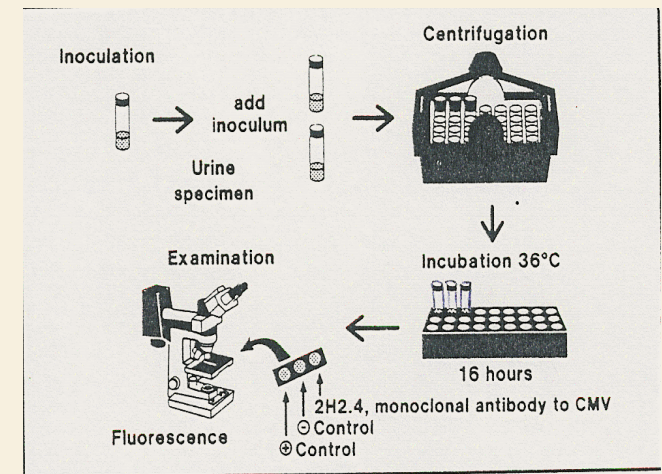 Inoculation
add
inoculum
Urine
specimen
Centrifugation
Incubation 36°C
16 hours
Examination
Fluorescence
2H2.4, monoclonal antibody to CMV
⊖ Control
⊕ Control